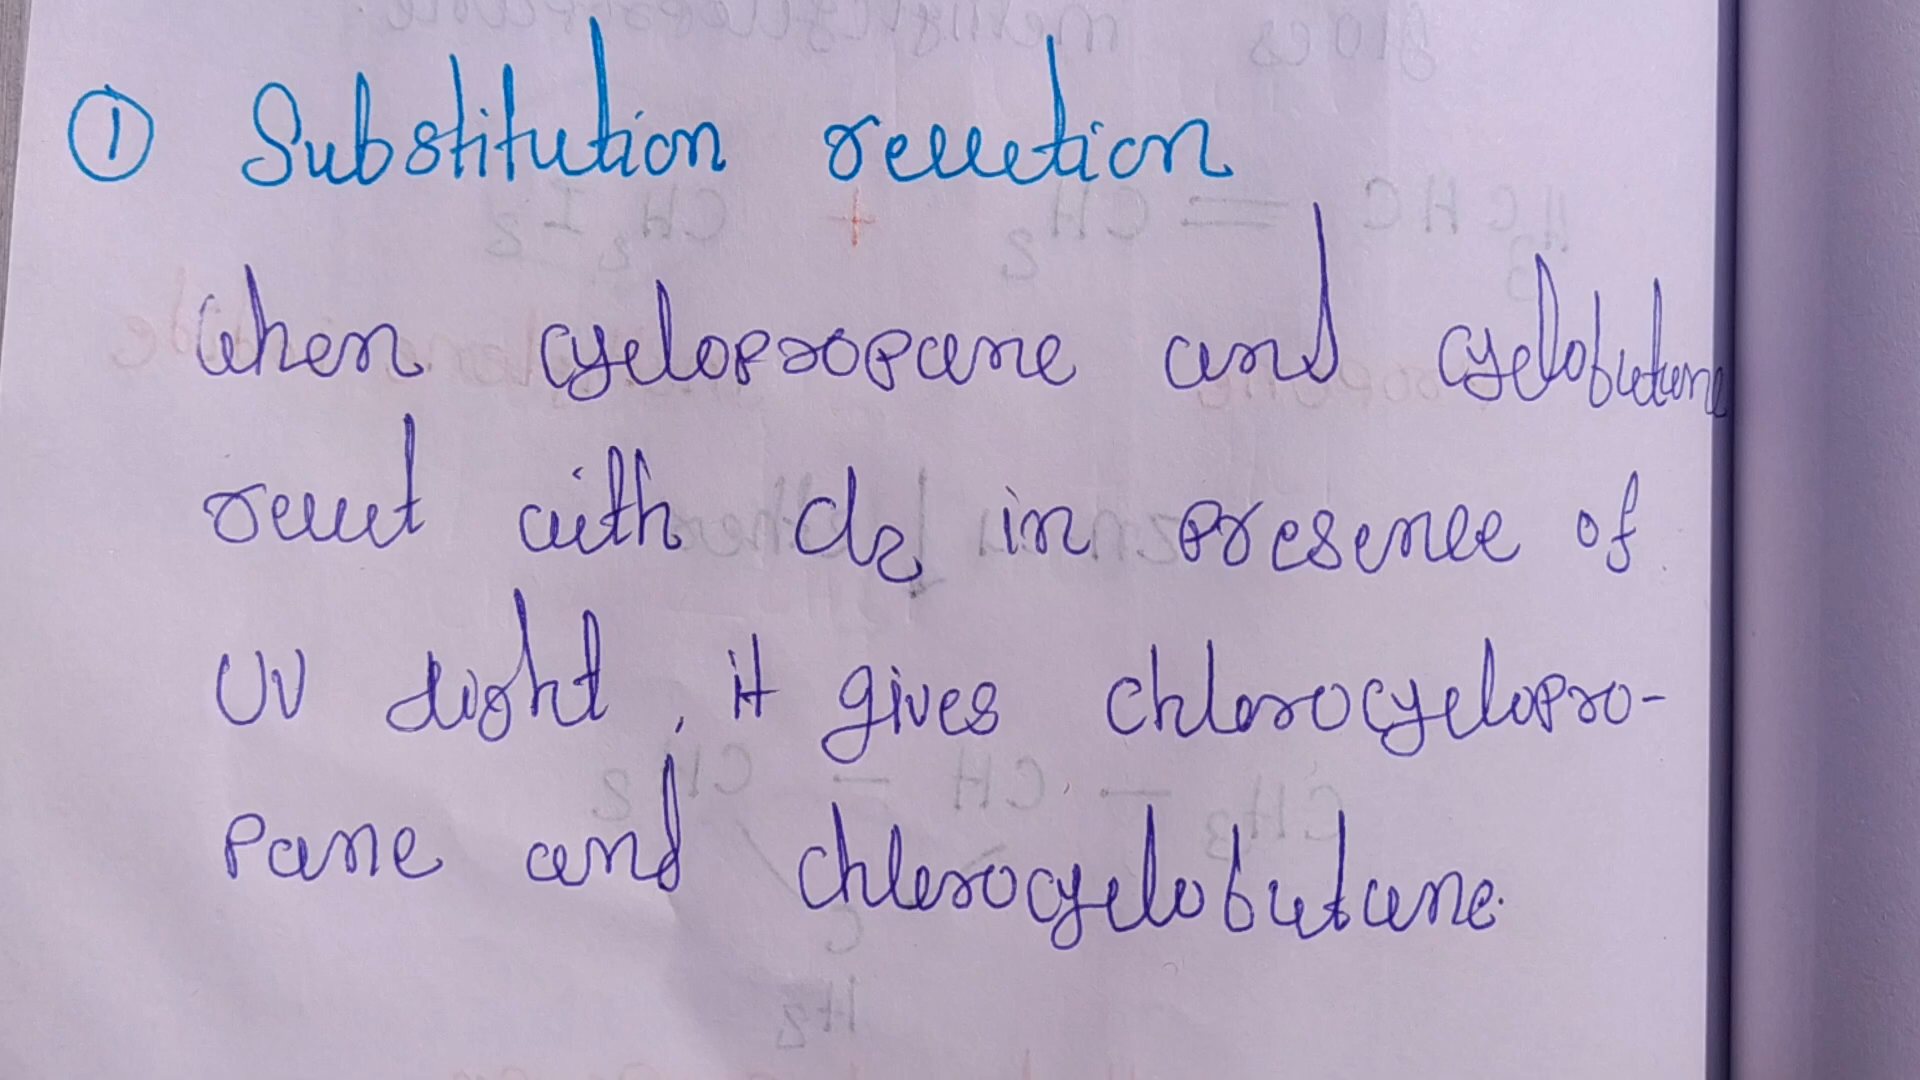 ① Substitution reaction
When cyclopropane and cyclobutane
react with Cl₂ in presence of
UV light, it gives chlorocyclopro-
pane and chlorocyclobutane.